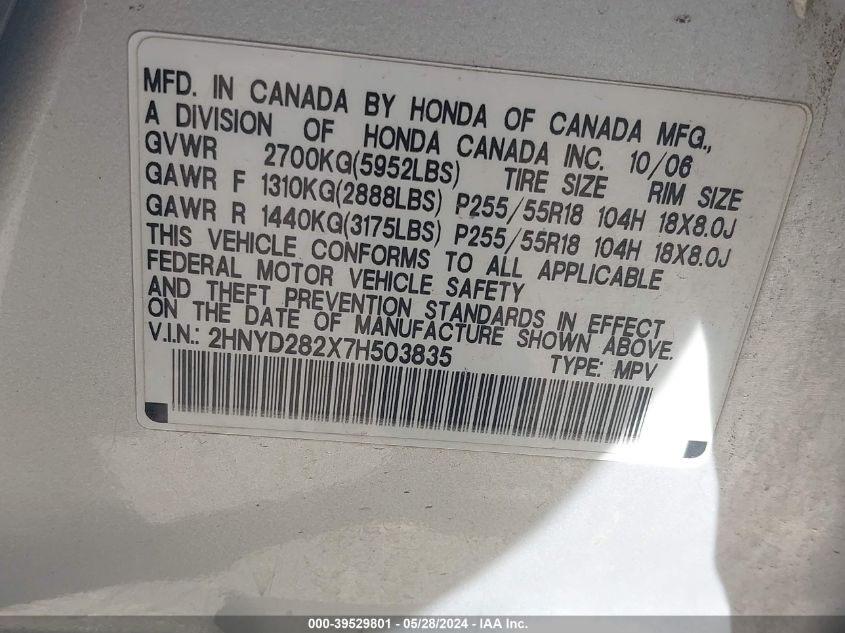 MFD. IN CANADA BY HONDA OF CANADA MFG.,
A DIVISION OF HONDA CANADA INC. 10/06
GVWR 2700KG(5952LBS) TIRE SIZE RIM SIZE
GAWR F 1310KG(2888LBS) P255/55R18 104H 18X8.0J
GAWR R 1440KG(3175LBS) P255/55R18 104H 18X8.0J
THIS VEHICLE CONFORMS TO ALL APPLICABLE
FEDERAL MOTOR VEHICLE SAFETY
AND THEFT PREVENTION STANDARDS IN EFFECT
ON THE DATE OF MANUFACTURE SHOWN ABOVE.
V.I.N.: 2HNYD282X7H503835 TYPE: MPV
000-39529801 / 05/28/2024 - IAA Inc.